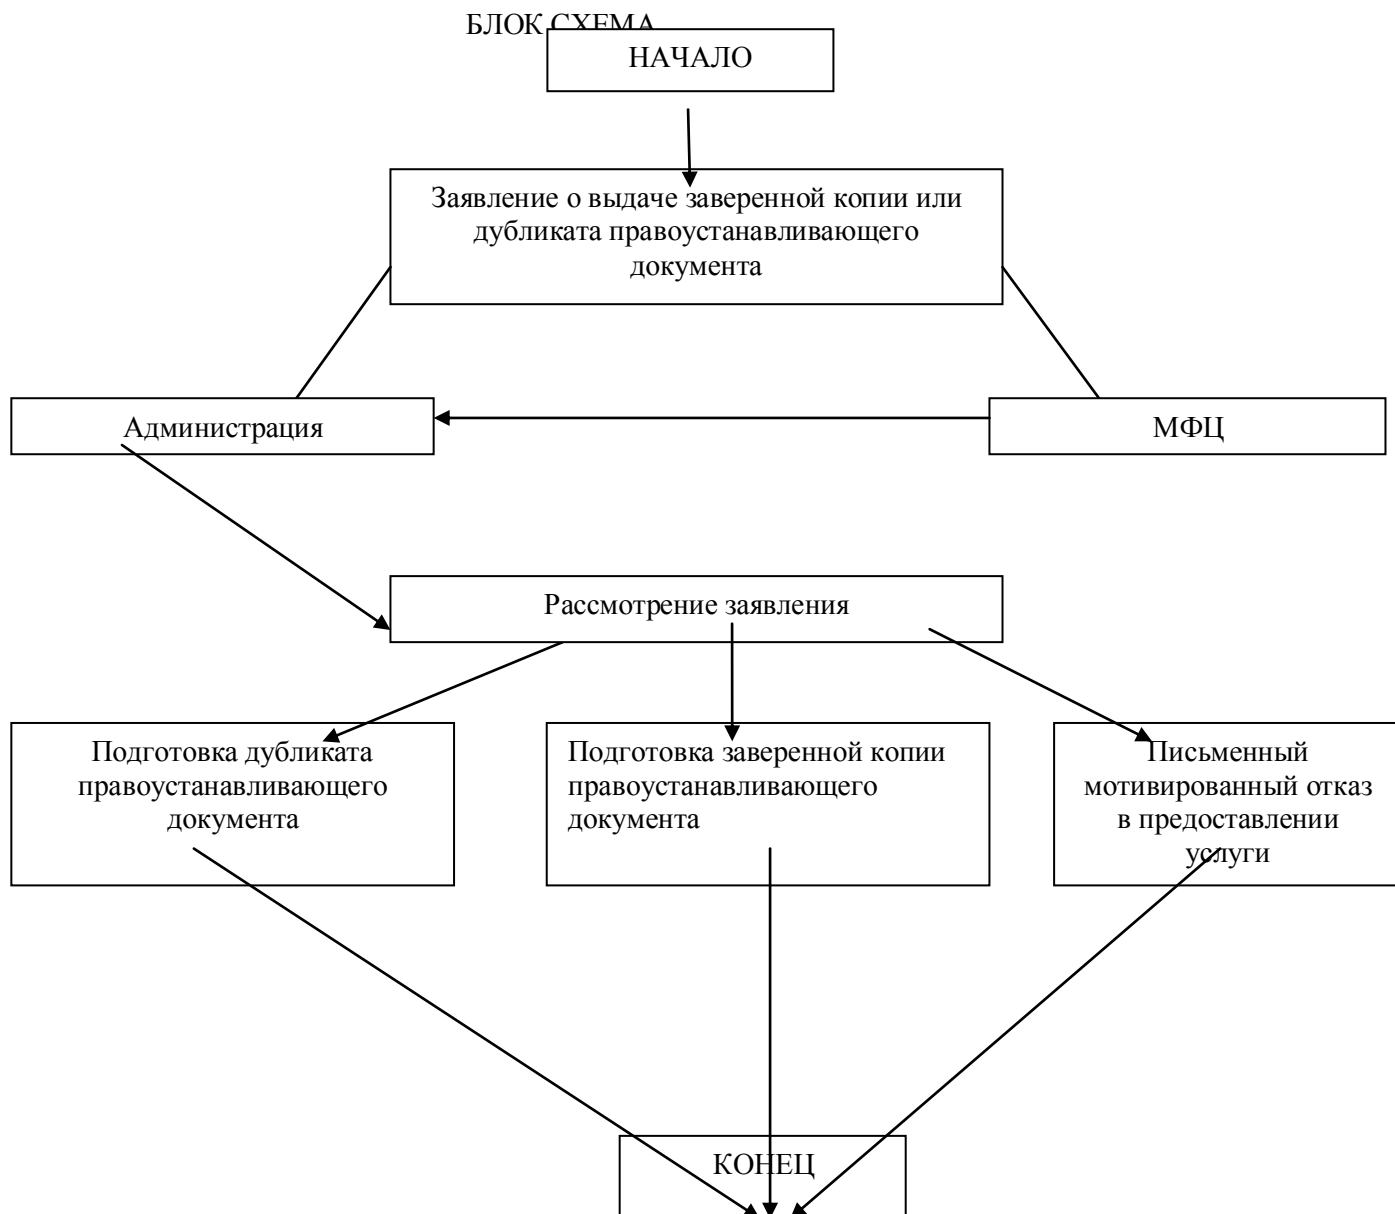 БЛОК СХЕМА
НАЧАЛО
Заявление о выдаче заверенной копии или
дубликата правоустанавливающего
документа
Администрация
МФЦ
Рассмотрение заявления
Подготовка дубликата
правоустанавливающего
документа
Подготовка заверенной копии
правоустанавливающего
документа
Письменный
мотивированный отказ
в предоставлении
услуги
КОНЕЦ